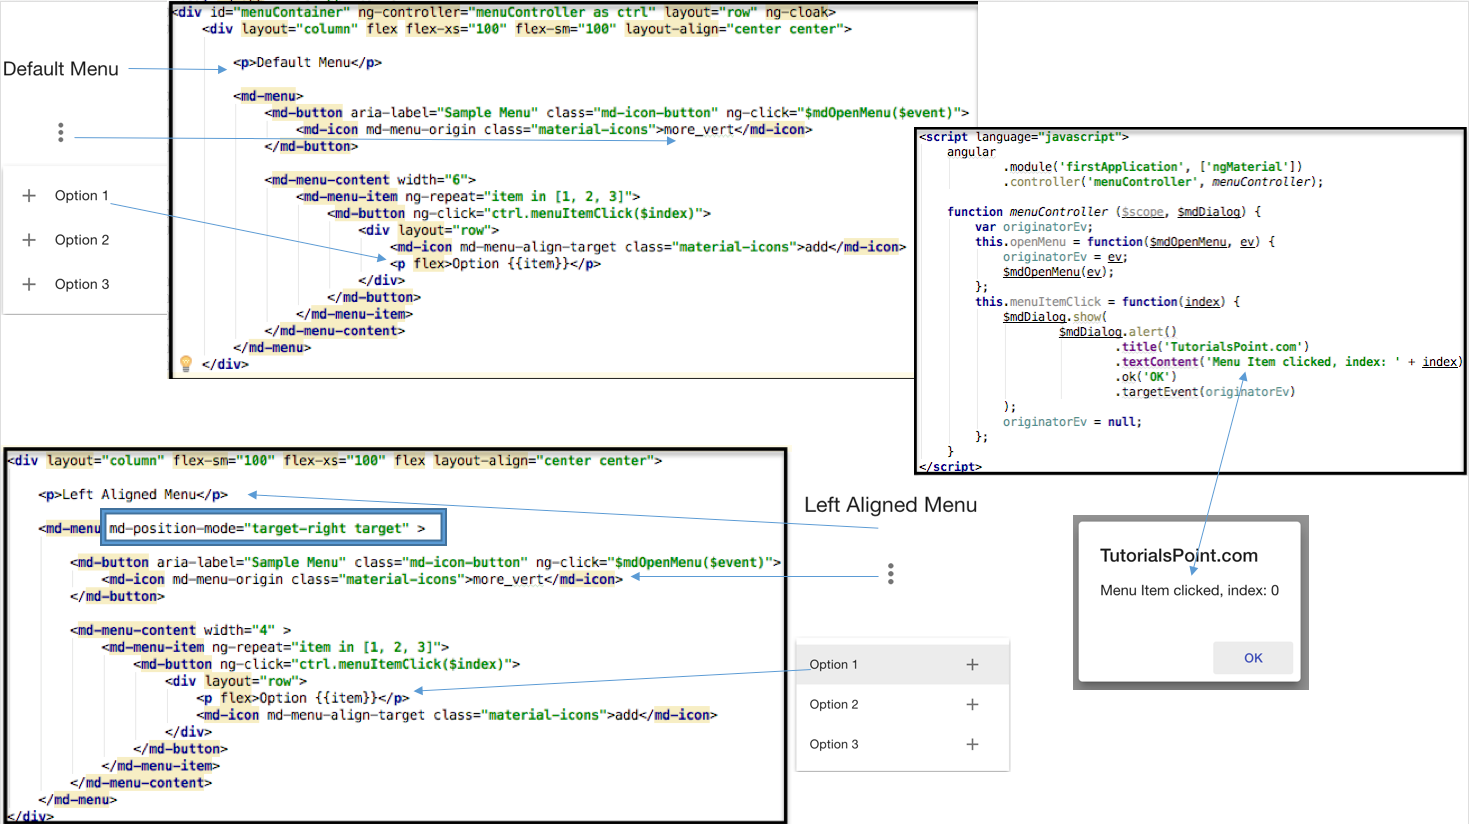 <div id="menuContainer" ng-controller="menuController as ctrl" layout="row" ng-cloak>
<div layout="column" flex flex-xs="100" flex-sm="100" layout-align="center center">
<p>Default Menu</p>
<md-menu>
<md-button aria-label="Sample Menu" class="md-icon-button" ng-click="$mdOpenMenu($event)">
<md-icon md-menu-origin class="material-icons">more_vert</md-icon>
</md-button>
<md-menu-content width="6">
<md-menu-item ng-repeat="item in [1, 2, 3]">
<md-button ng-click="ctrl.menuItemClick($index)">
<div layout="row">
<md-icon md-menu-align-target class="material-icons">add</md-icon>
<p flex>Option {{item}}</p>
</div>
</md-button>
</md-menu-item>
</md-menu-content>
</md-menu>
</div>
Default Menu
Option 1
Option 2
Option 3
<script language="javascript">
angular
.module('firstApplication', ['ngMaterial'])
.controller('menuController', menuController);
function menuController ($scope, $mdDialog) {
var originatorEv;
this.openMenu = function($mdOpenMenu, ev) {
originatorEv = ev;
$mdOpenMenu(ev);
};
this.menuItemClick = function(index) {
$mdDialog.show(
$mdDialog.alert()
.title('TutorialsPoint.com')
.textContent('Menu Item clicked, index: ' + index)
.ok('OK')
.targetEvent(originatorEv)
);
originatorEv = null;
};
}
</script>
<div layout="column" flex-sm="100" flex-xs="100" flex layout-align="center center">
<p>Left Aligned Menu</p>
<md-menu md-position-mode="target-right target" >
<md-button aria-label="Sample Menu" class="md-icon-button" ng-click="$mdOpenMenu($event)">
<md-icon md-menu-origin class="material-icons">more_vert</md-icon>
</md-button>
<md-menu-content width="4" >
<md-menu-item ng-repeat="item in [1, 2, 3]">
<md-button ng-click="ctrl.menuItemClick($index)">
<div layout="row">
<p flex>Option {{item}}</p>
<md-icon md-menu-align-target class="material-icons">add</md-icon>
</div>
</md-button>
</md-menu-item>
</md-menu-content>
</md-menu>
</div>
Left Aligned Menu
Option 1
Option 2
Option 3
TutorialsPoint.com
Menu Item clicked, index: 0
OK